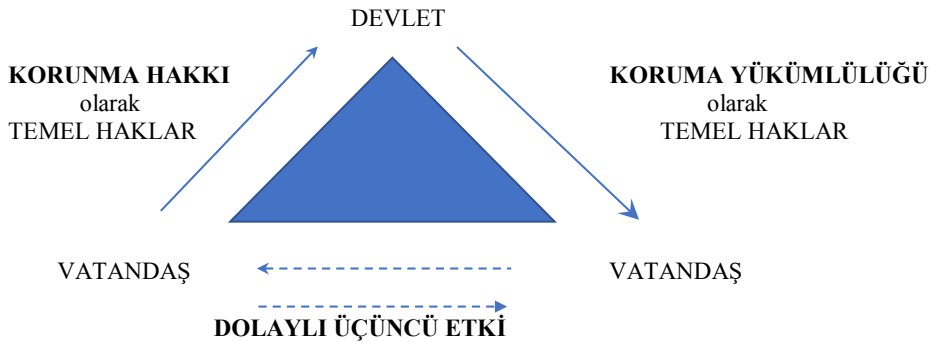 DEVLET
KORUNMA HAKKI
olarak
TEMEL HAKLAR
KORUMA YÜKÜMLÜLÜĞÜ
olarak
TEMEL HAKLAR
VATANDAŞ
VATANDAŞ
DOLAYLI ÜÇÜNCÜ ETKİ